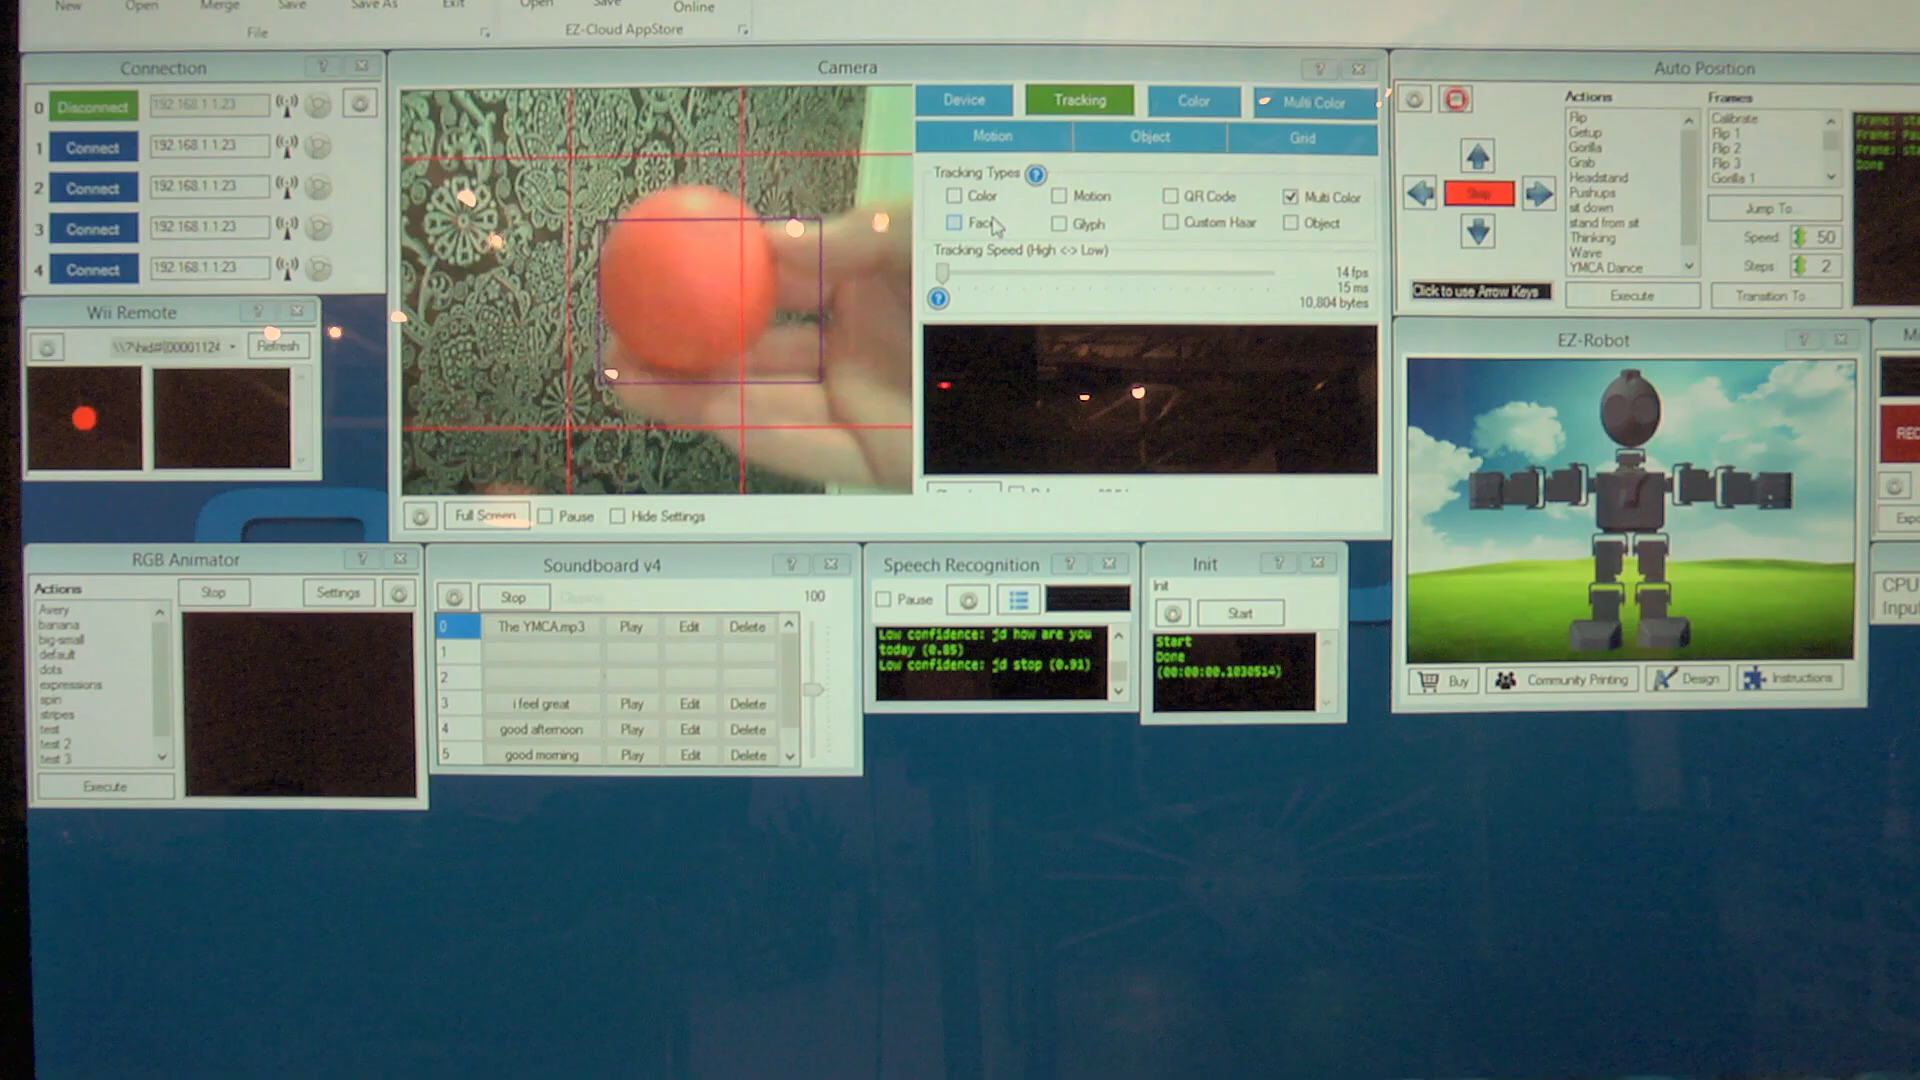 New Open Merge Save Save As Exit Open Save Online
File EZ-Cloud AppStore
Connection
0 Disconnect 192.168.1.1:23
1 Connect 192.168.1.1:23
2 Connect 192.168.1.1:23
3 Connect 192.168.1.1:23
4 Connect 192.168.1.1:23
Wii Remote
Refresh
Camera
Device Tracking Color Multi Color
Motion Object Grid
Tracking Types
Color Motion QR Code Multi Color
Face Glyph Custom Haar Object
Tracking Speed (High <-> Low)
14 fps
15 ms
10,804 bytes
Full Screen Pause Hide Settings
Auto Position
Actions
Flip
Getup
Gorilla
Grab
Headstand
Pushups
sit down
stand from sit
Thinking
Wave
YMCA Dance
Execute
Frames
Calibrate
Flip 1
Flip 2
Flip 3
Gorilla 1
Jump To...
Speed 50
Steps 2
Transition To...
Stop
Click to use Arrow Keys
Done
EZ-Robot
Buy Community Printing Design Instructions
REC
CPU
RGB Animator
Actions
Stop Settings
Avery
banana
big-small
default
dots
expressions
spin
stripes
test
test 2
test 3
Execute
Soundboard v4
Stop
100
0 The YMCA.mp3 Play Edit Delete
1
2
3 i feel great Play Edit Delete
4 good afternoon Play Edit Delete
5 good morning Play Edit Delete
Speech Recognition
Pause
Low confidence: jd how are you
today (0.85)
Low confidence: jd stop (0.91)
Init
Init
Start
Start
Done
(00:00:00.1030514)